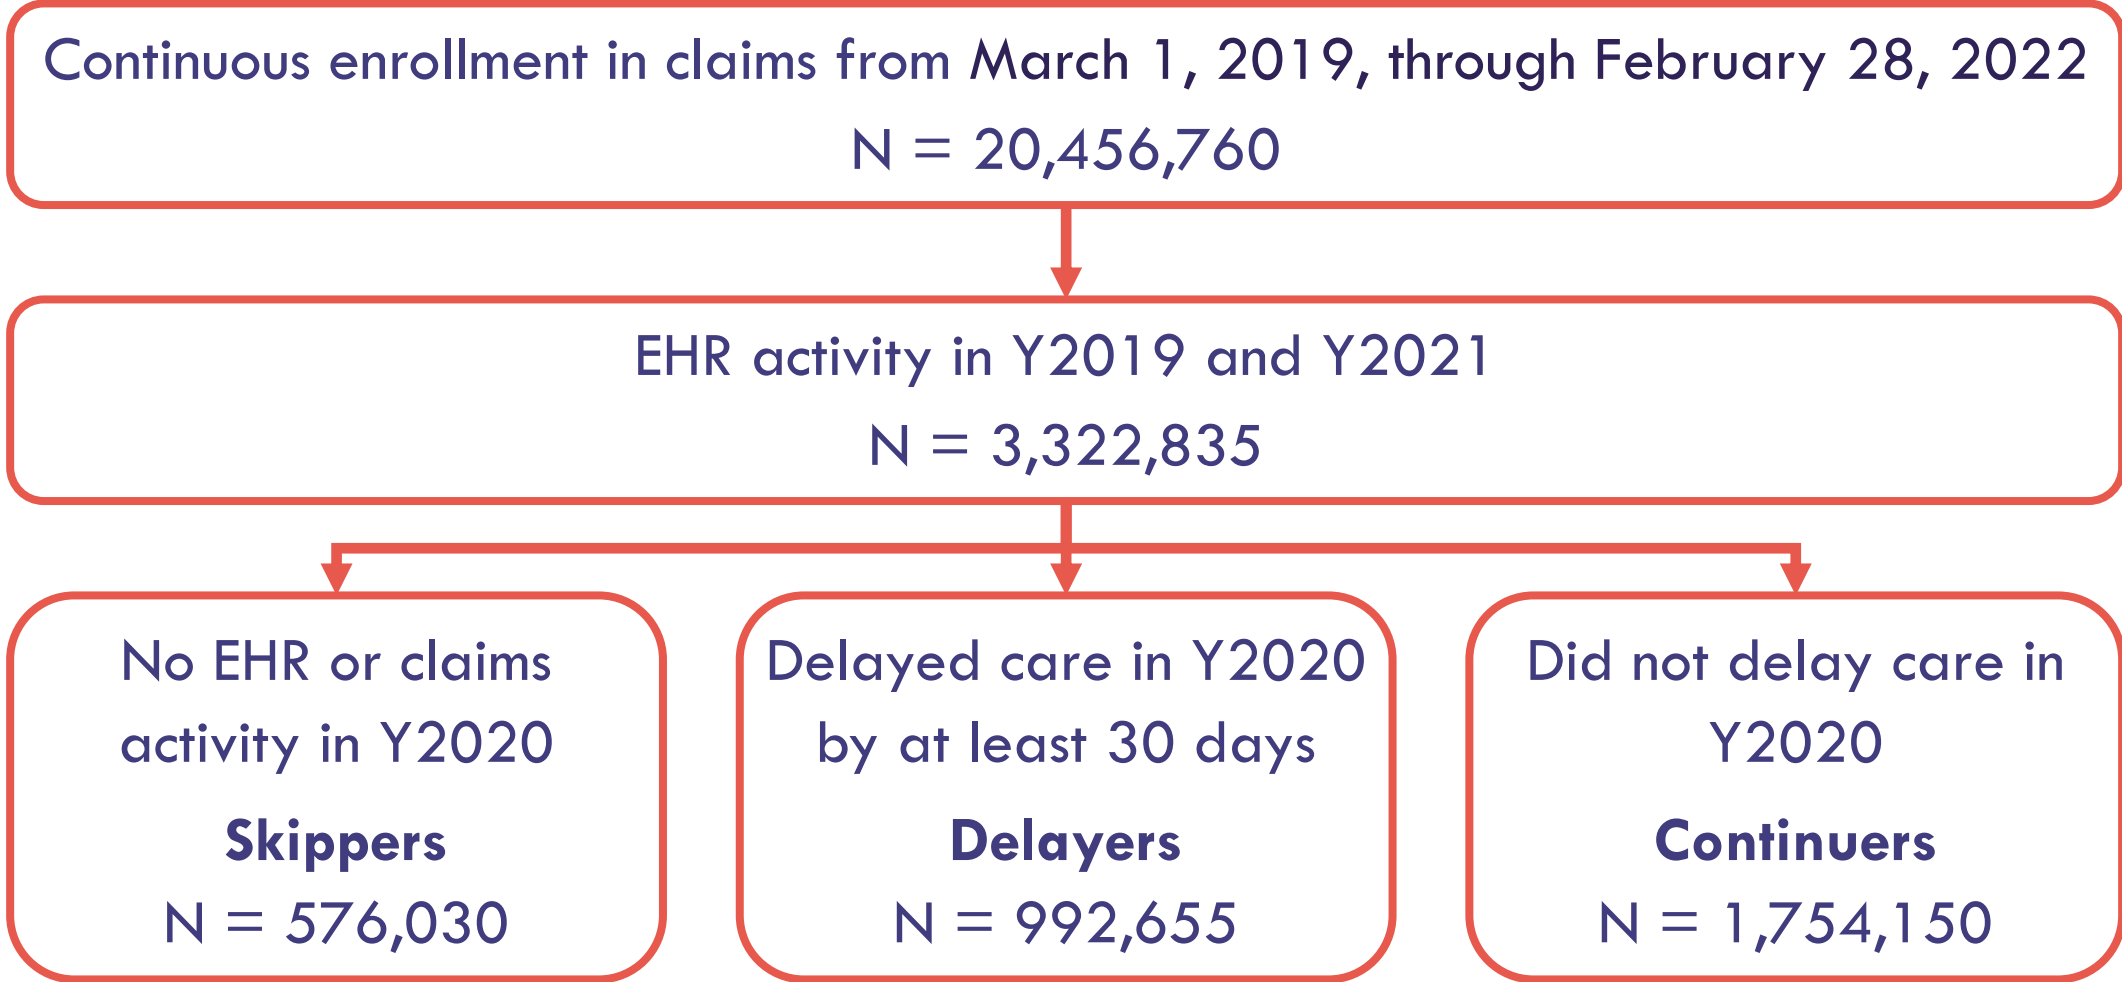 Continuous enrollment in claims from March 1, 2019, through February 28, 2022
N = 20,456,760
EHR activity in Y2019 and Y2021
N = 3,322,835
No EHR or claims
activity in Y2020
Skippers
N = 576,030
Delayed care in Y2020
by at least 30 days
Delayers
N = 992,655
Did not delay care in
Y2020
Continuers
N = 1,754,150